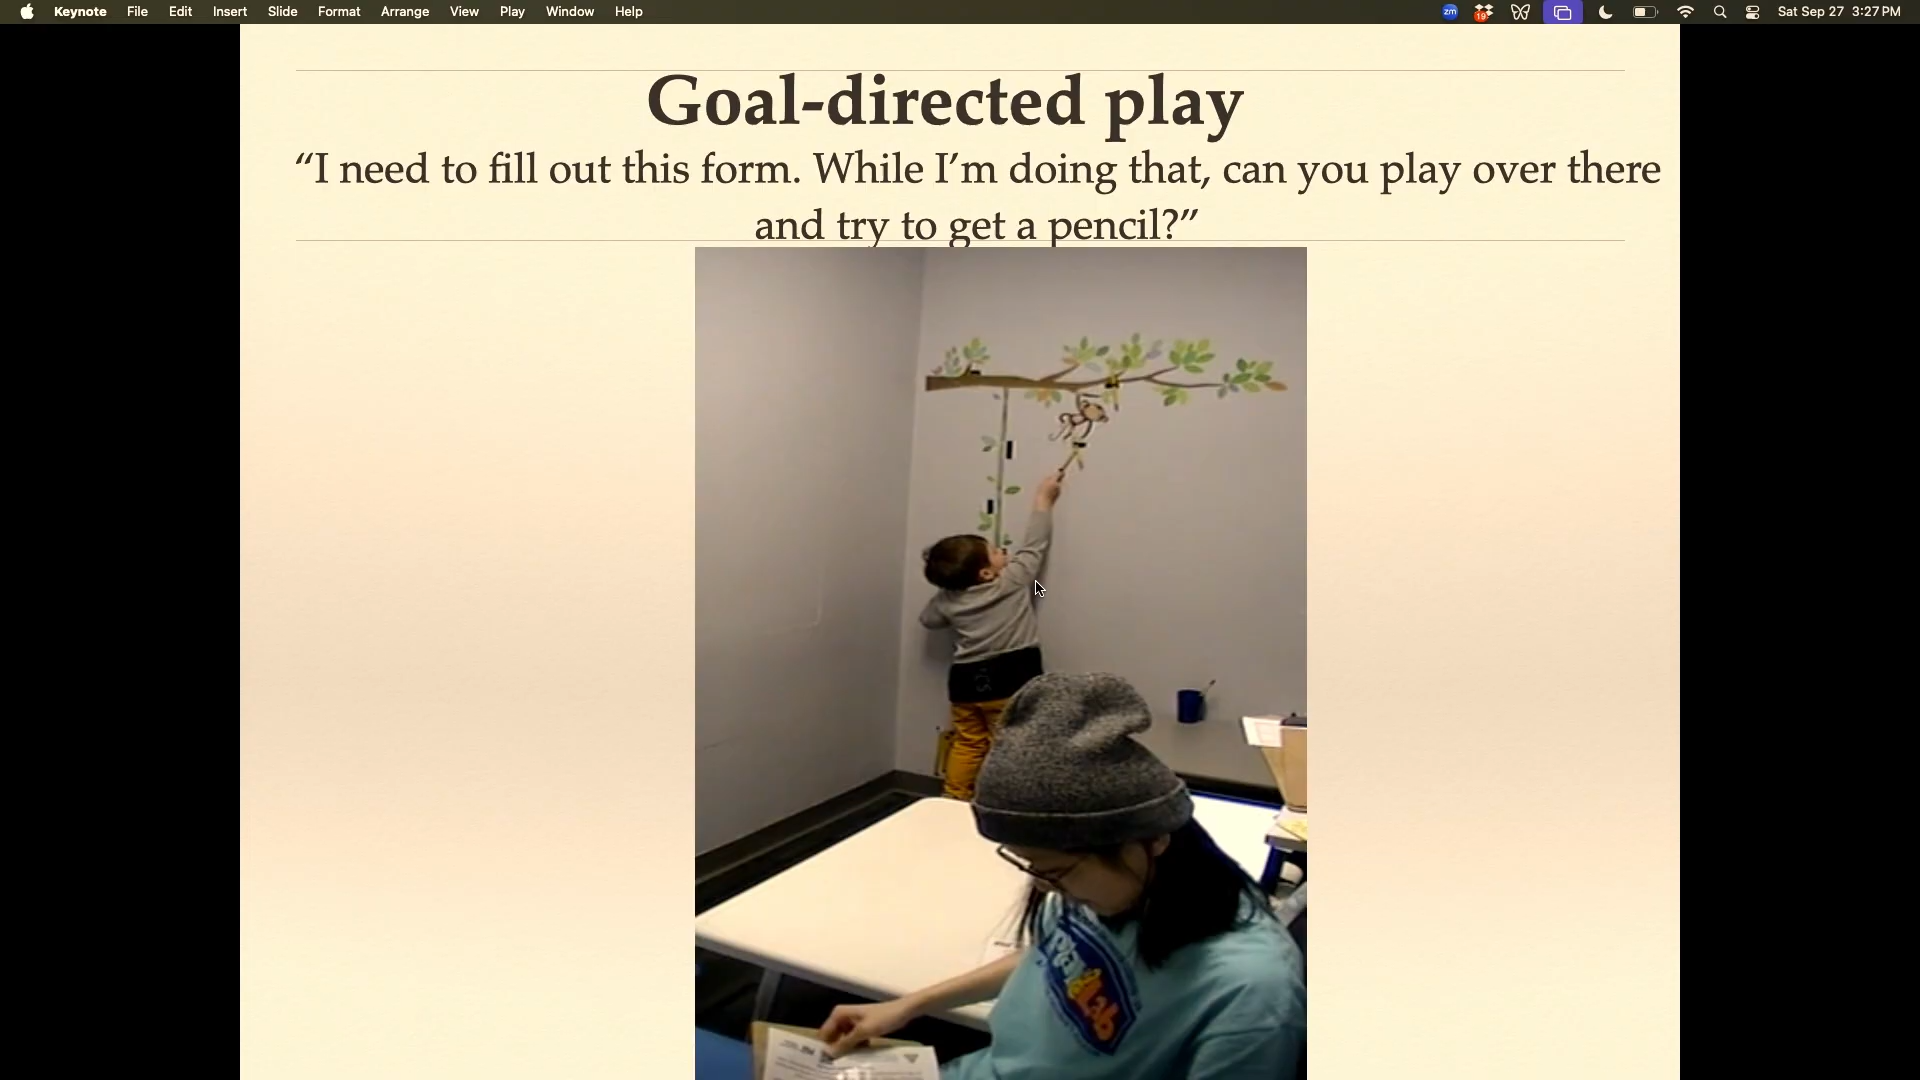 Keynote File Edit Insert Slide Format Arrange View Play Window Help zm 19 Sat Sep 27 3:27 PM
Goal-directed play
“I need to fill out this form. While I’m doing that, can you play over there
and try to get a pencil?”